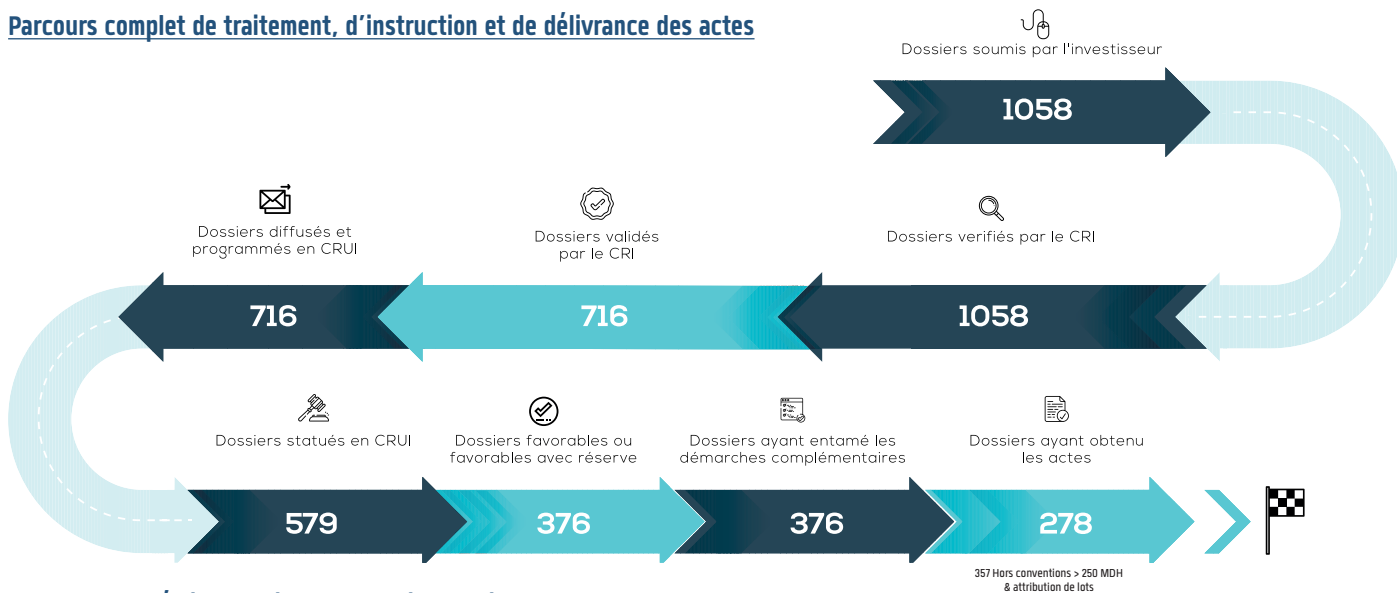 Parcours complet de traitement, d'instruction et de délivrance des actes
Dossiers soumis par l'investisseur
1058
Dossiers verifiés par le CRI
1058
Dossiers validés
par le CRI
716
Dossiers diffusés et
programmés en CRUI
716
Dossiers statués en CRUI
579
Dossiers favorables ou
favorables avec réserve
376
Dossiers ayant entamé les
démarches complémentaires
376
Dossiers ayant obtenu
les actes
278
357 Hors conventions > 250 MDH
& attribution de lots